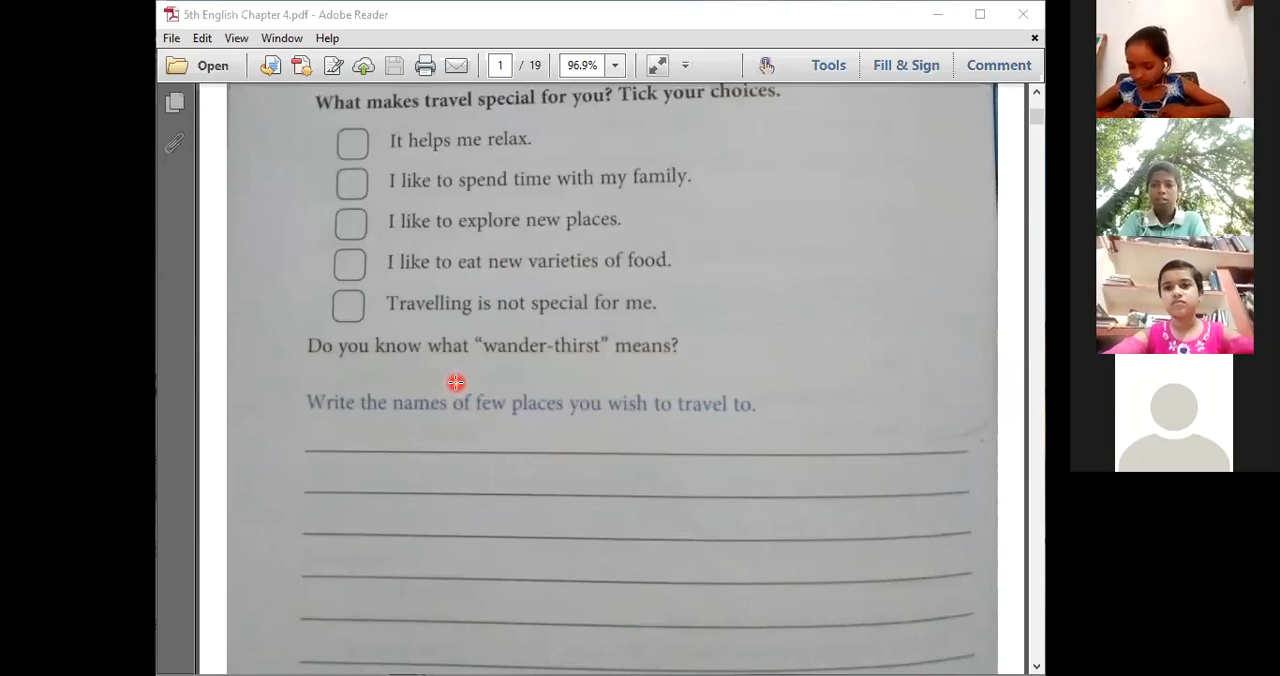 5th English Chapter 4.pdf - Adobe Reader
File Edit View Window Help
Open 1 / 19 96.9% Tools Fill & Sign Comment
What makes travel special for you? Tick your choices.
It helps me relax.
I like to spend time with my family.
I like to explore new places.
I like to eat new varieties of food.
Travelling is not special for me.
Do you know what “wander-thirst” means?
Write the names of few places you wish to travel to.